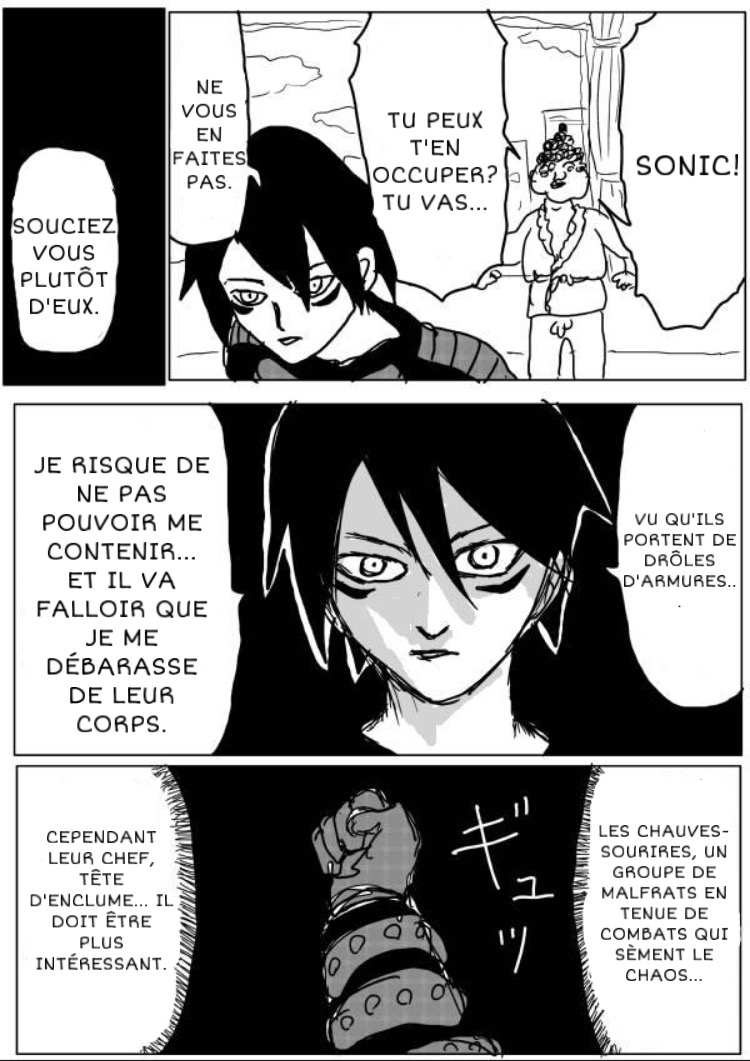 SONIC!
TU PEUX
T'EN
OCCUPER?
TU VAS...
NE
VOUS
EN
FAITES
PAS.
SOUCIEZ
VOUS
PLUTÔT
D'EUX.
VU QU'ILS
PORTENT DE
DRÔLES
D'ARMURES..
.
JE RISQUE DE
NE PAS
POUVOIR ME
CONTENIR...
ET IL VA
FALLOIR QUE
JE ME
DÉBARASSE
DE LEUR
CORPS.
LES CHAUVES-
SOURIRES, UN
GROUPE DE
MALFRATS EN
TENUE DE
COMBATS QUI
SÈMENT LE
CHAOS...
ギュッ
CEPENDANT
LEUR CHEF,
TÊTE
D'ENCLUME... IL
DOIT ÊTRE
PLUS
INTÉRESSANT.